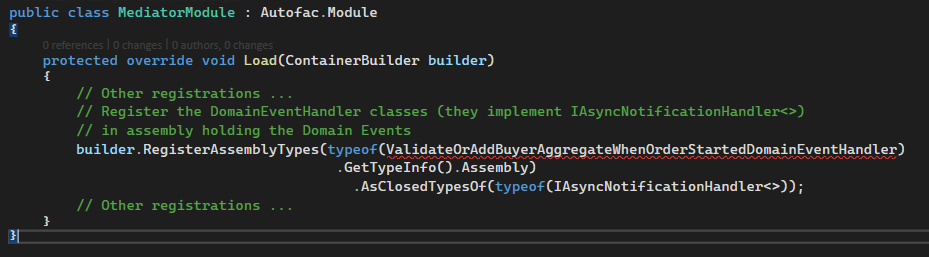 public class MediatorModule : Autofac.Module
{
0 references | 0 changes | 0 authors, 0 changes
protected override void Load(ContainerBuilder builder)
{
// Other registrations ...
// Register the DomainEventHandler classes (they implement IAsyncNotificationHandler<>)
// in assembly holding the Domain Events
builder.RegisterAssemblyTypes(typeof(ValidateOrAddBuyerAggregateWhenOrderStartedDomainEventHandler)
.GetTypeInfo().Assembly)
.AsClosedTypesOf(typeof(IAsyncNotificationHandler<>));
// Other registrations ...
}
}